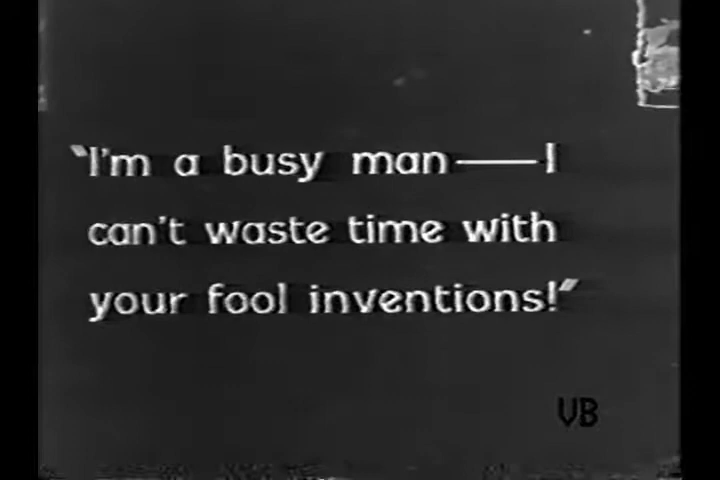 “I'm a busy man—I
can't waste time with
your fool inventions!”
VB